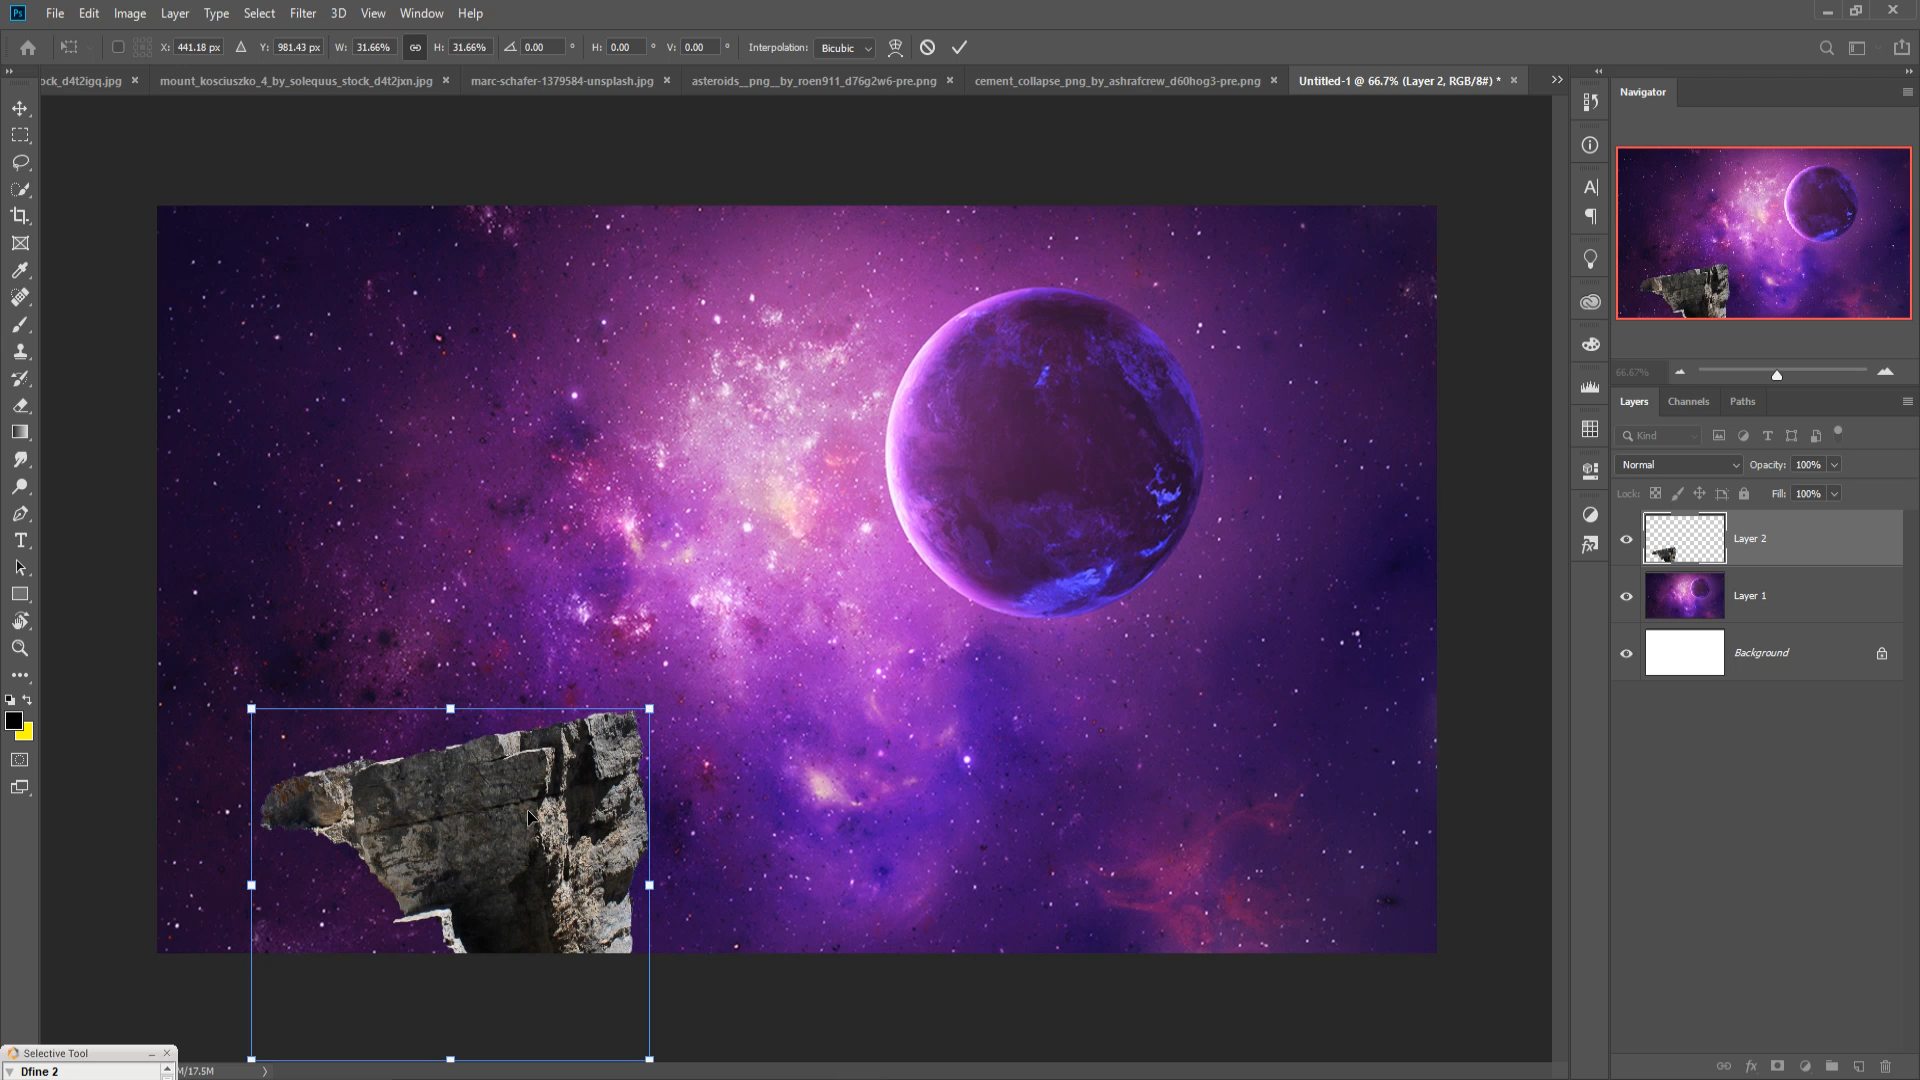 Ps File Edit Image Layer Type Select Filter 3D View Window Help
X: 441.18 px Y: 981.43 px W: 31.66% H: 31.66% 0.00 ° H: 0.00 ° V: 0.00 ° Interpolation: Bicubic
ock_d4t2igq.jpg × mount_kosciuszko_4_by_solequus_stock_d4t2jxn.jpg × marc-schafer-1379584-unsplash.jpg × asteroids__png__by_roen911_d76g2w6-pre.png × cement_collapse_png_by_ashrafcrew_d60hog3-pre.png × Untitled-1 @ 66.7% (Layer 2, RGB/8#) * ×
Navigator
66.67%
Layers Channels Paths
Kind
Normal Opacity: 100%
Lock: Fill: 100%
Layer 2
Layer 1
Background
Selective Tool
Dfine 2
M/17.5M